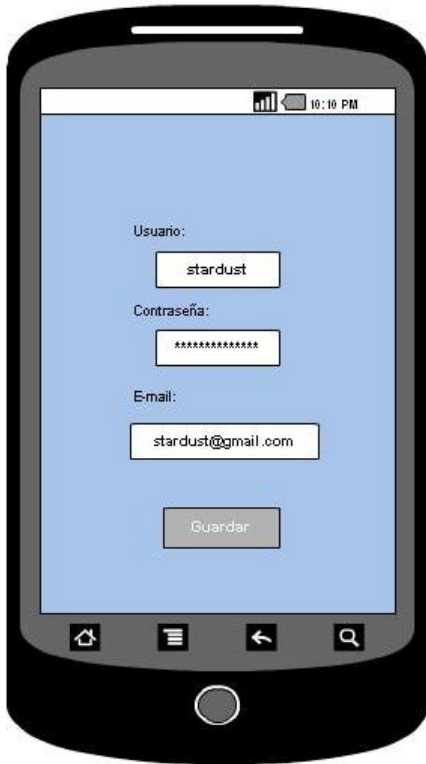 10:10 PM
Usuario:
stardust
Contraseña:
**************
E-mail:
stardust@gmail.com
Guardar